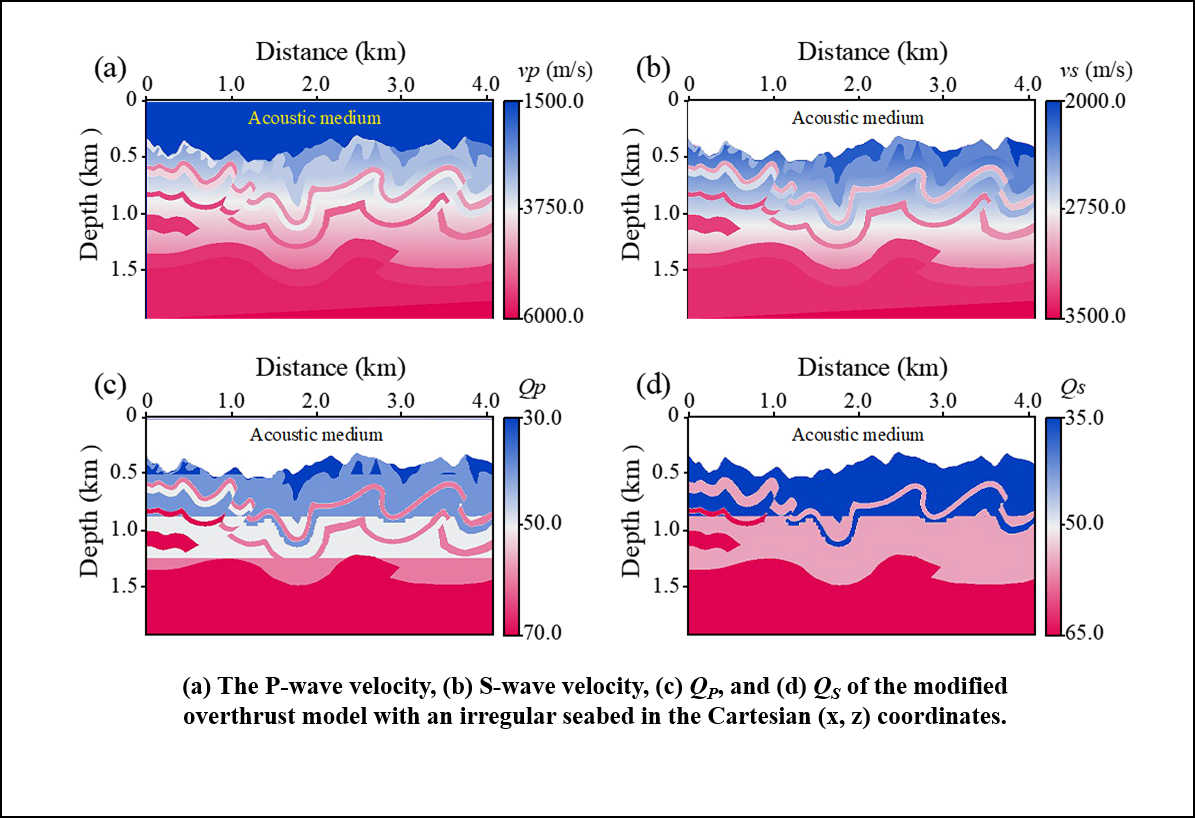 (a)
Distance (km)
0 1.0 2.0 3.0 4.0
vp (m/s)
Depth (km)
0
0.5
1.0
1.5
Acoustic medium
1500.0
3750.0
6000.0
(b)
Distance (km)
0 1.0 2.0 3.0 4.0
vs (m/s)
Depth (km)
0
0.5
1.0
1.5
Acoustic medium
2000.0
2750.0
3500.0
(c)
Distance (km)
0 1.0 2.0 3.0 4.0
Qp
Depth (km)
0
0.5
1.0
1.5
Acoustic medium
30.0
50.0
70.0
(d)
Distance (km)
0 1.0 2.0 3.0 4.0
Qs
Depth (km)
0
0.5
1.0
1.5
Acoustic medium
35.0
50.0
65.0
(a) The P-wave velocity, (b) S-wave velocity, (c) QP, and (d) QS of the modified
overthrust model with an irregular seabed in the Cartesian (x, z) coordinates.